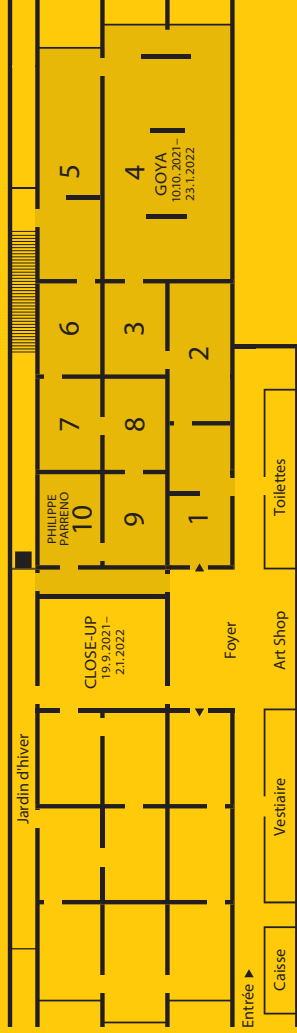 Jardin d'hiver
5
4
GOYA
10.10. 2021–
23.1.2022
6
3
2
7
8
PHILIPPE
PARRENO
10
9
1
CLOSE-UP
19.9.2021–
2.1.2022
Foyer
Toilettes
Art Shop
Vestiaire
Caisse
Entrée ▶